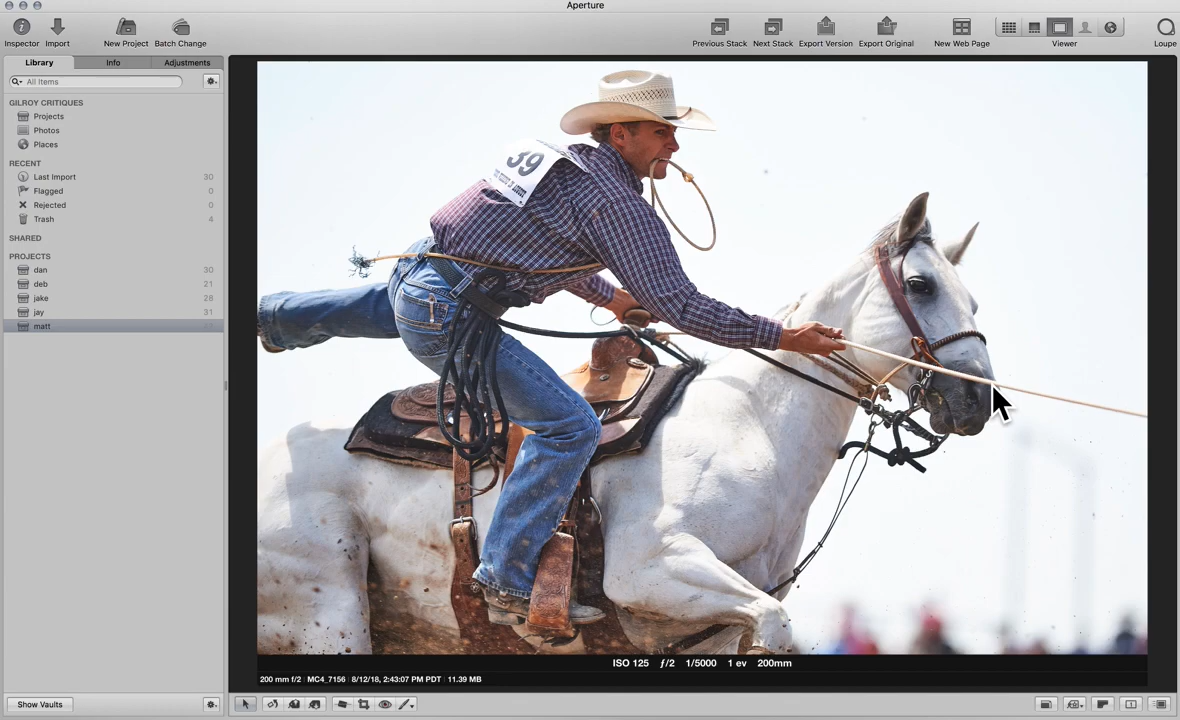 Aperture
Inspector
Import
New Project
Batch Change
Previous Stack
Next Stack
Export Version
Export Original
New Web Page
Viewer
Loupe
Library
Info
Adjustments
All Items
GILROY CRITIQUES
Projects
Photos
Places
RECENT
Last Import 30
Flagged 0
Rejected 0
Trash 4
SHARED
PROJECTS
dan 30
deb 21
jake 28
jay 31
matt
39
ISO 125 ƒ/2 1/5000 1 ev 200mm
200 mm f/2 MC4_7156 8/12/18, 2:43:07 PM PDT 11.39 MB
Show Vaults